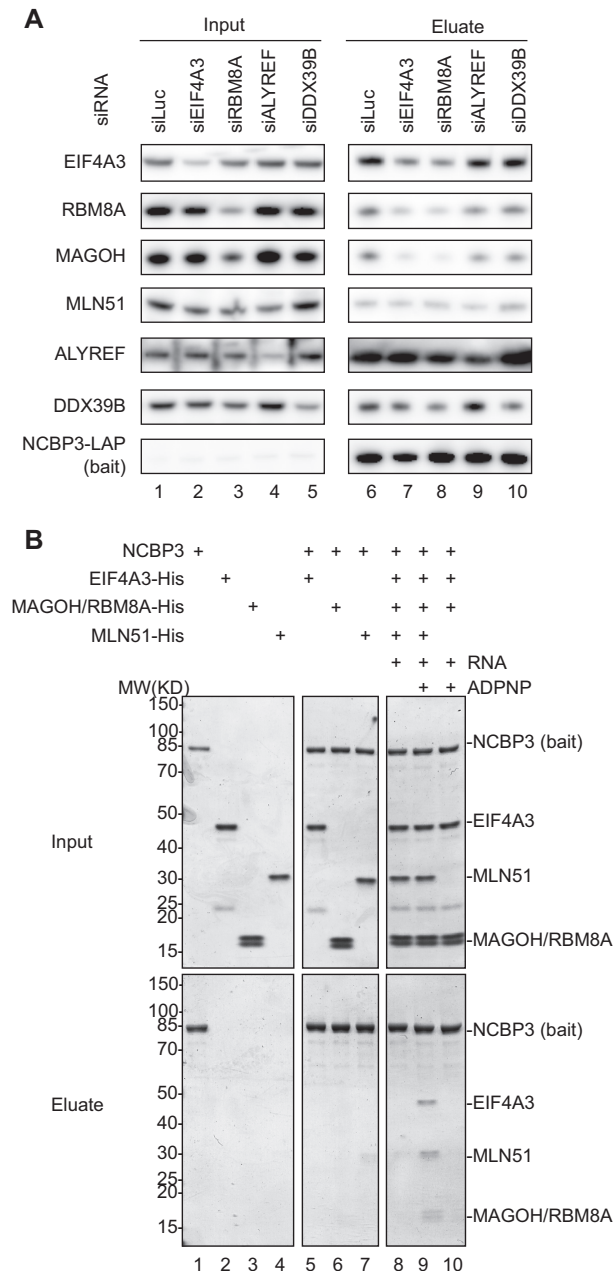 A
Input Eluate
siRNA siLuc siEIF4A3 siRBM8A siALYREF siDDX39B siLuc siEIF4A3 siRBM8A siALYREF siDDX39B
EIF4A3
RBM8A
MAGOH
MLN51
ALYREF
DDX39B
NCBP3-LAP
(bait)
1 2 3 4 5 6 7 8 9 10
B
NCBP3 + + + + + + +
EIF4A3-His + + + + +
MAGOH/RBM8A-His + + + + +
MLN51-His + + + +
+ + + RNA
MW(KD) + + ADPNP
150
100
85
70
50
40
30
25
20
15
Input
-NCBP3 (bait)
-EIF4A3
-MLN51
-MAGOH/RBM8A
150
100
85
70
50
40
30
25
20
15
Eluate
-NCBP3 (bait)
-EIF4A3
-MLN51
-MAGOH/RBM8A
1 2 3 4 5 6 7 8 9 10